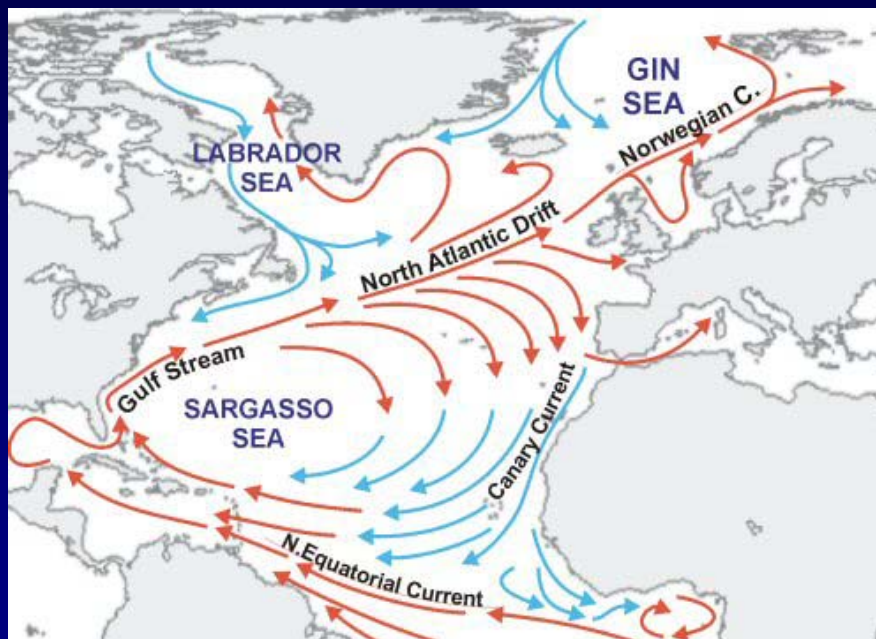 GIN
SEA
Norwegian C.
LABRADOR
SEA
North Atlantic Drift
Gulf Stream
SARGASSO
SEA
Canary Current
N.Equatorial Current